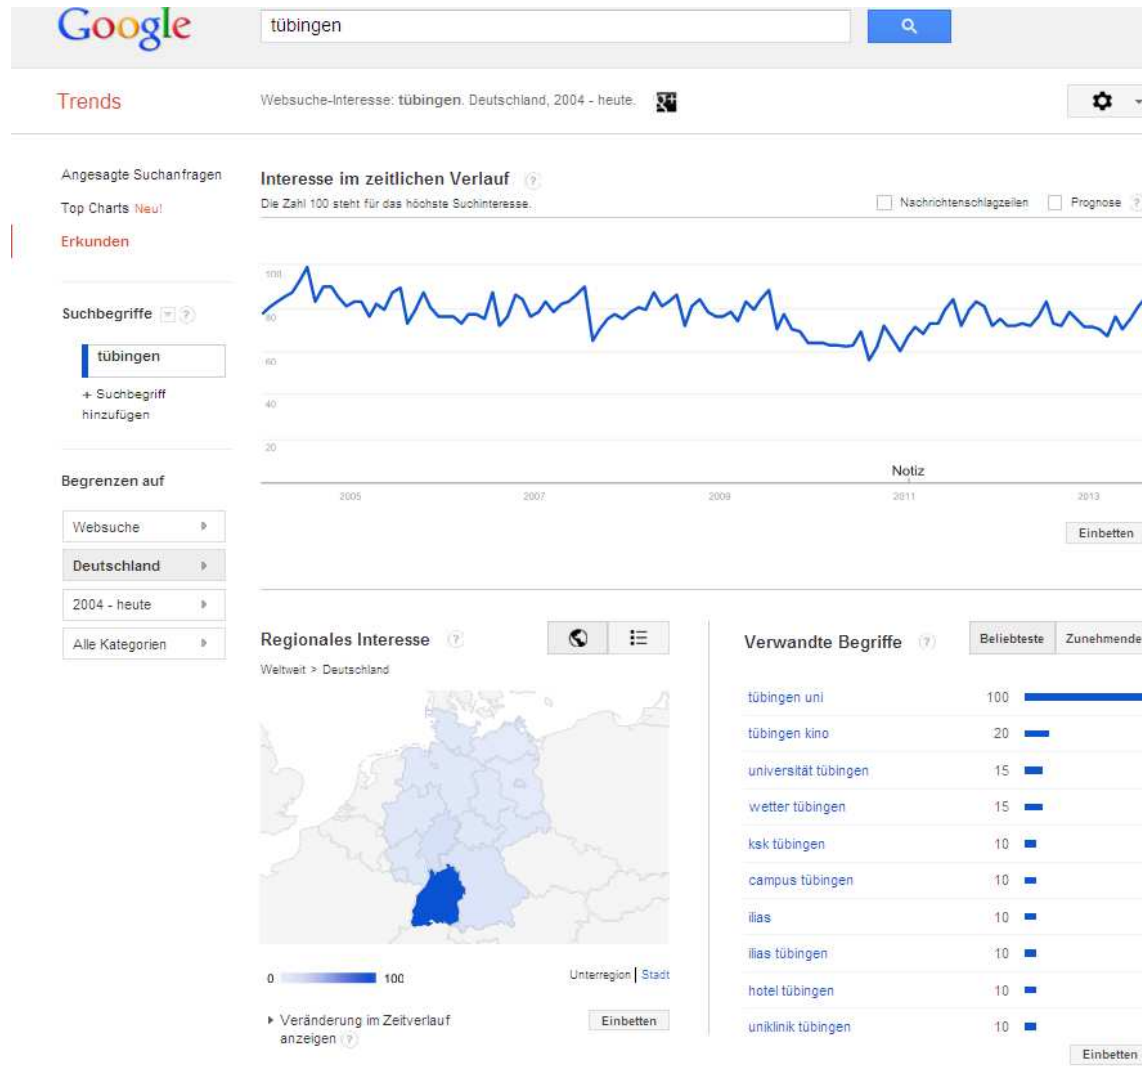 Google
tübingen
Trends
Websuche-Interesse: tübingen. Deutschland, 2004 - heute.
Angesagte Suchanfragen
Top Charts Neu!
Erkunden
Suchbegriffe ?
tübingen
+ Suchbegriff
hinzufügen
Begrenzen auf
Websuche
Deutschland
2004 - heute
Alle Kategorien
Interesse im zeitlichen Verlauf ?
Die Zahl 100 steht für das höchste Suchinteresse.
Nachrichtenschlagzeilen Prognose ?
100
80
60
40
20
Notiz
2005 2007 2009 2011 2013
Einbetten
Regionales Interesse ?
Weltweit > Deutschland
0 100
Unterregion | Stadt
Veränderung im Zeitverlauf
anzeigen ?
Einbetten
Verwandte Begriffe ?
Beliebteste Zunehmende
tübingen uni 100
tübingen kino 20
universität tübingen 15
wetter tübingen 15
ksk tübingen 10
campus tübingen 10
ilias 10
ilias tübingen 10
hotel tübingen 10
uniklinik tübingen 10
Einbetten